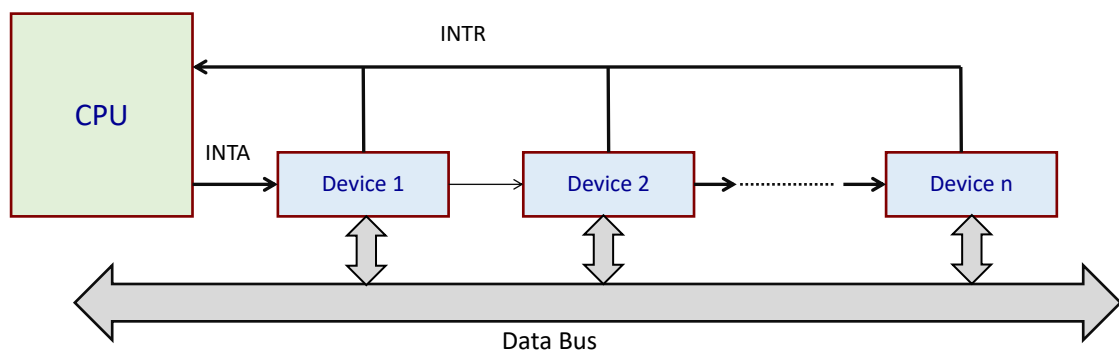 INTR
CPU
INTA
Device 1
Device 2
Device n
Data Bus